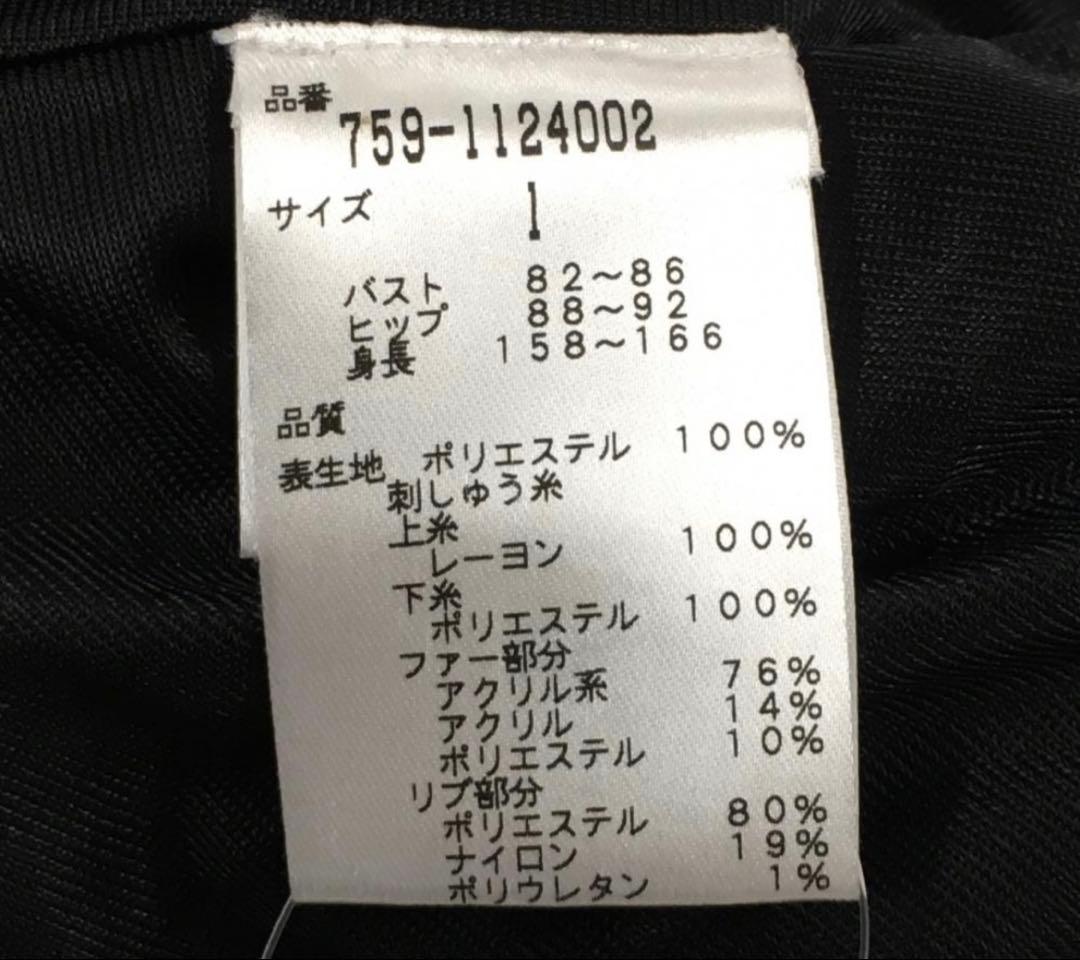 品番
759-1124002
サイズ 1
バスト 82～86
ヒップ 88～92
身長 158～166
品質
表生地 ポリエステル 100%
刺しゅう糸
上糸
レーヨン 100%
下糸
ポリエステル 100%
ファー部分
アクリル系 76%
アクリル 14%
ポリエステル 10%
リブ部分
ポリエステル 80%
ナイロン 19%
ポリウレタン 1%